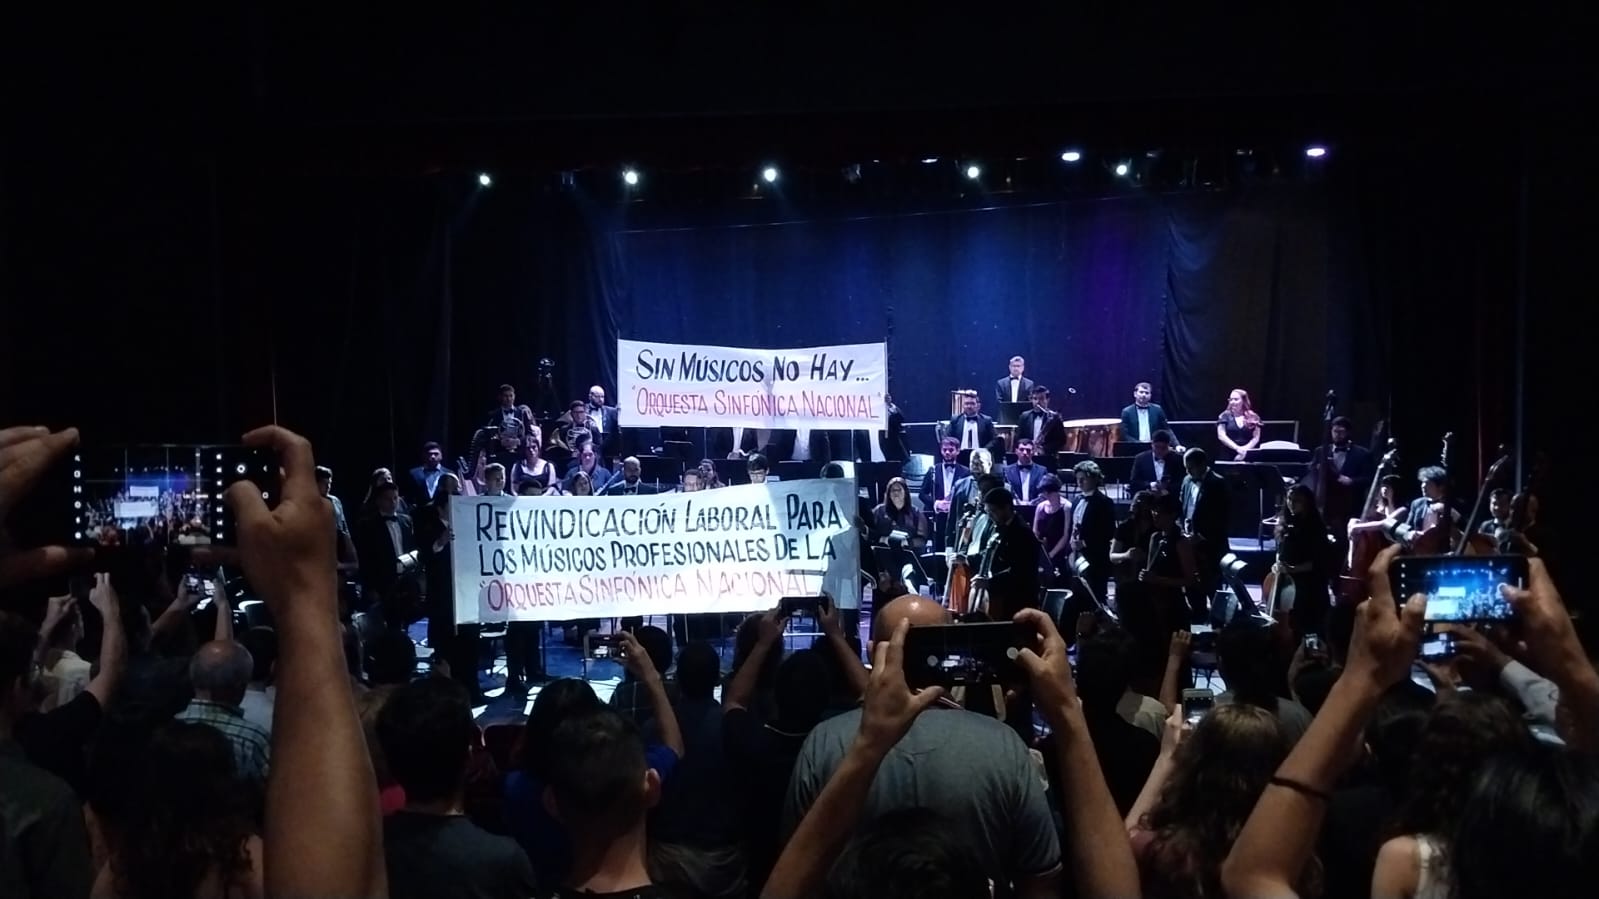 SIN MÚSICOS NO HAY...
"ORQUESTA SINFÓNICA NACIONAL"
REIVINDICACIÓN LABORAL PARA
LOS MÚSICOS PROFESIONALES DE LA
"ORQUESTA SINFÓNICA NACIONAL